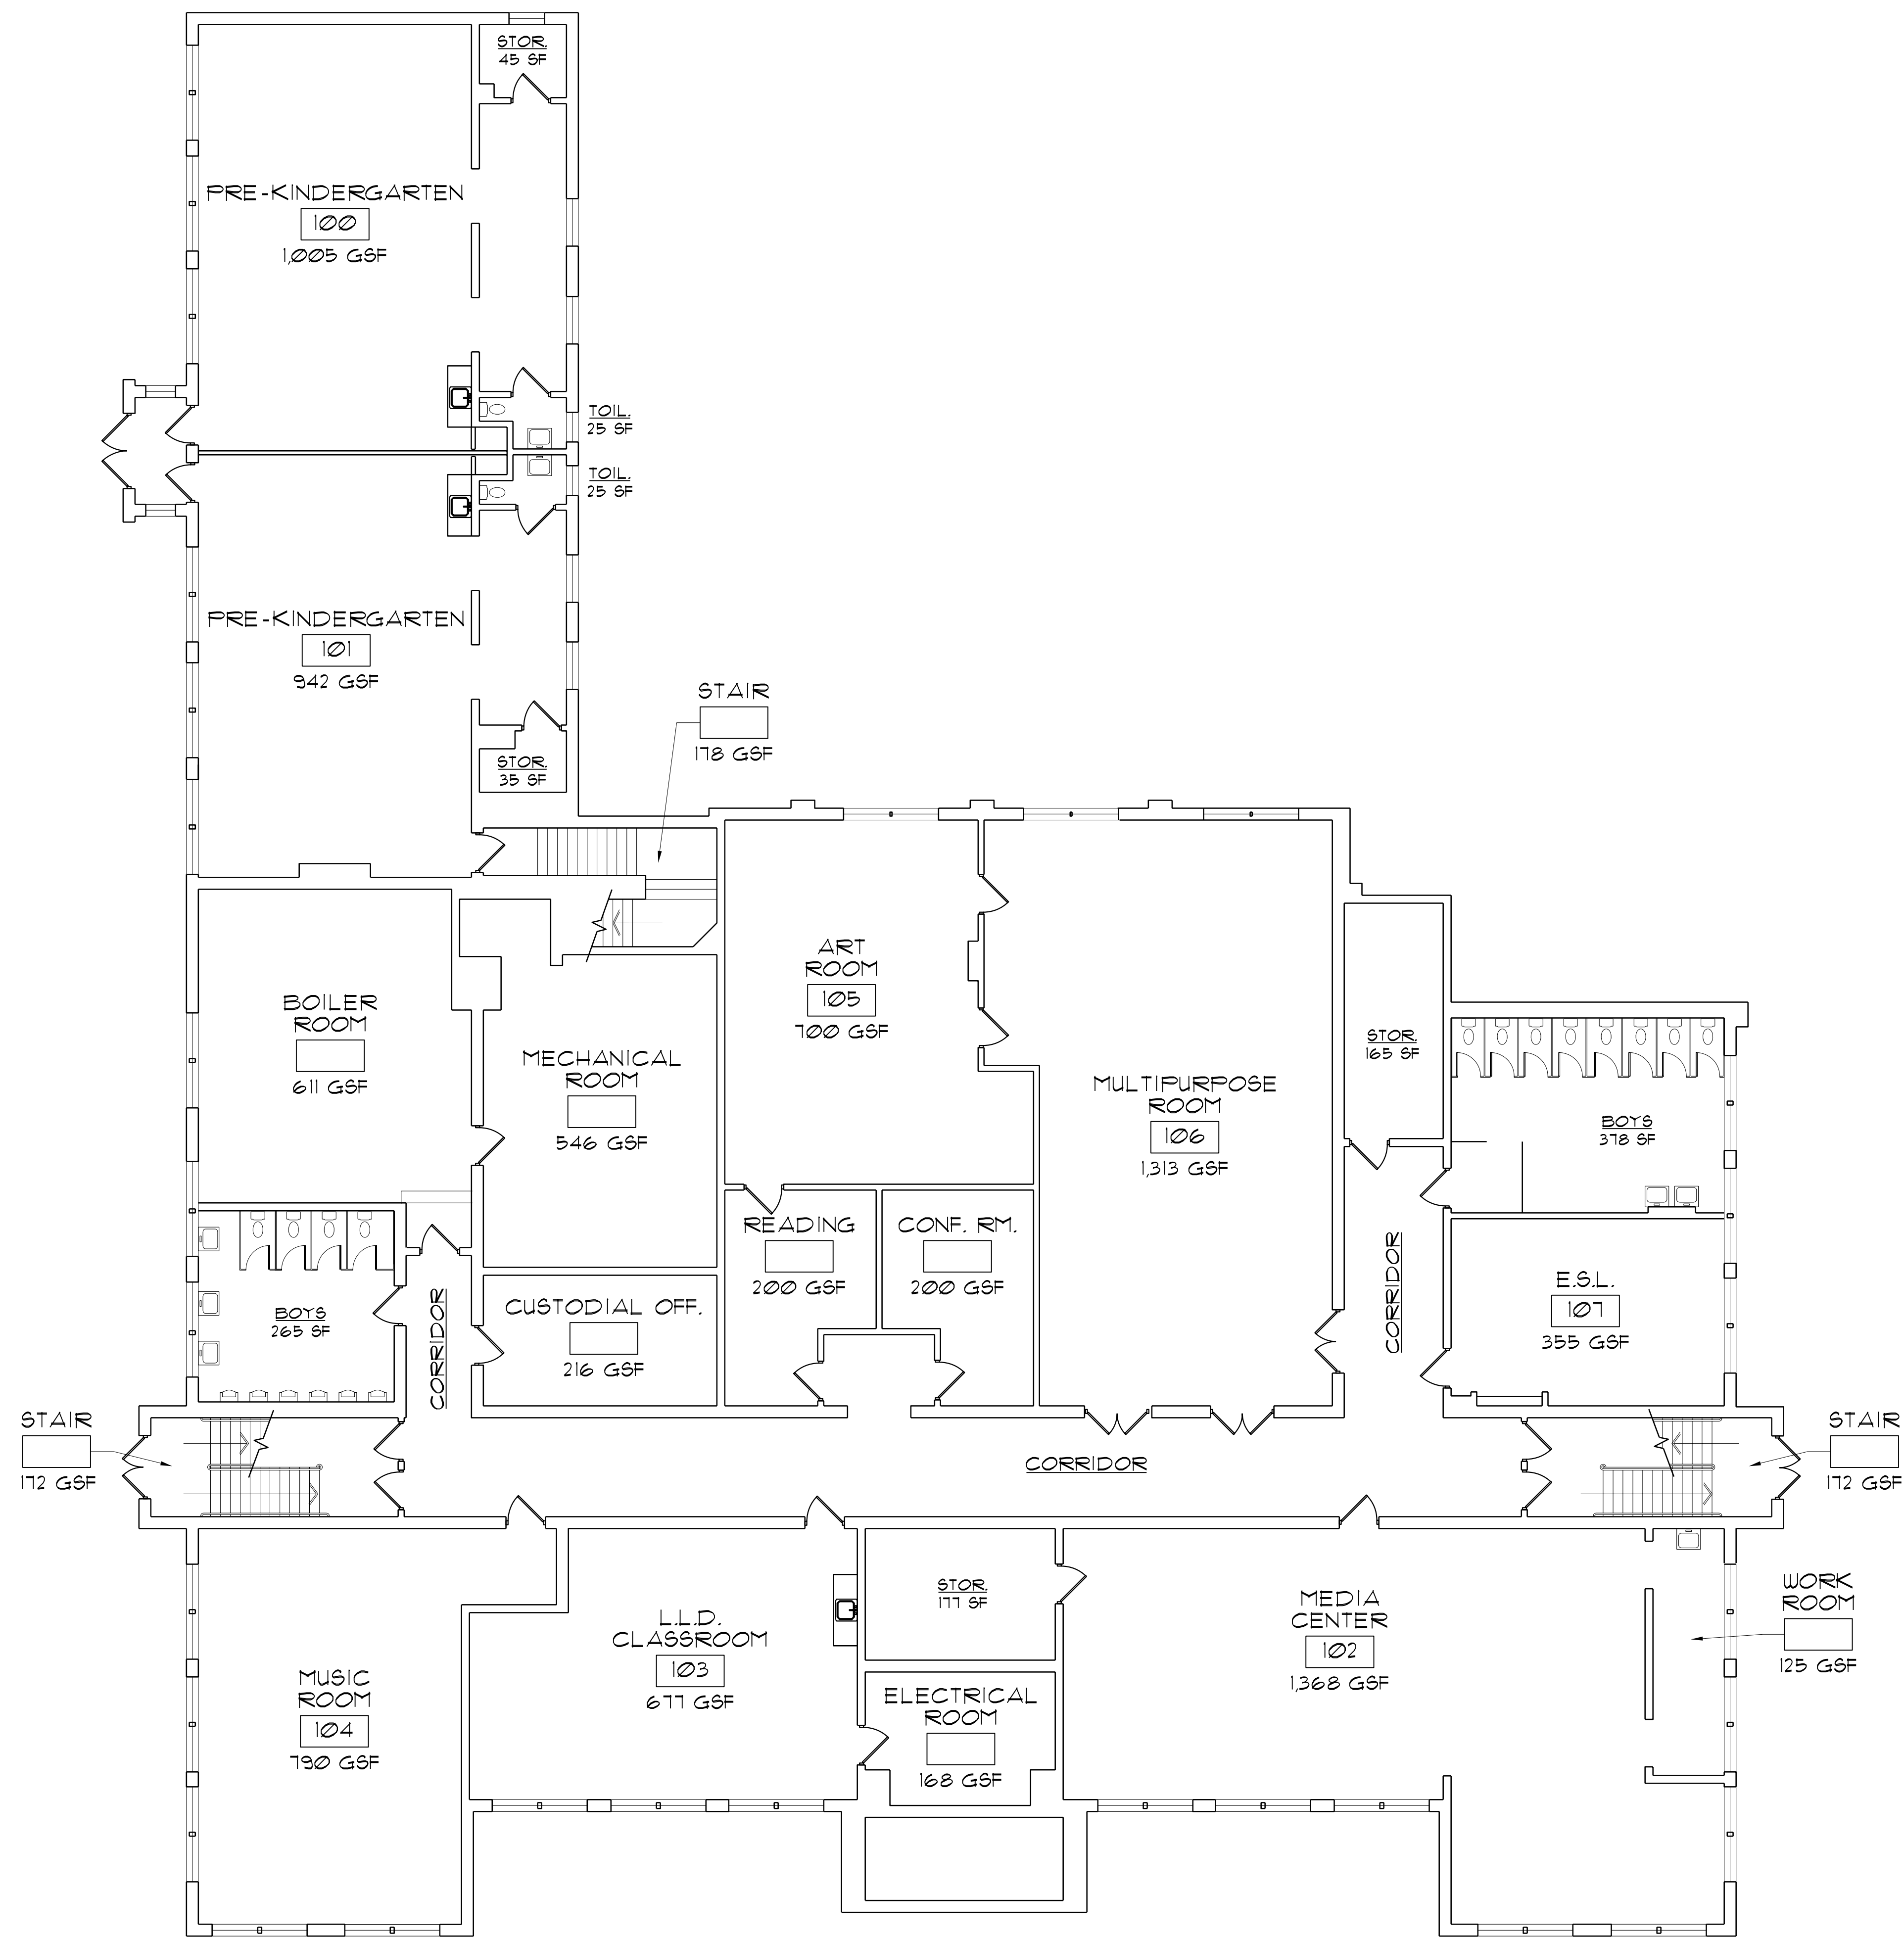 STOR.
45 SF
PRE-KINDERGARTEN
100
1,005 GSF
TOIL.
25 SF
TOIL.
25 SF
PRE-KINDERGARTEN
101
942 GSF
STAIR
178 GSF
STOR.
35 SF
ART
ROOM
105
700 GSF
BOILER
ROOM
611 GSF
MECHANICAL
ROOM
546 GSF
MULTIPURPOSE
ROOM
106
1,313 GSF
STOR.
165 SF
BOYS
378 SF
READING
200 GSF
CONF. RM.
200 GSF
CORRIDOR
E.S.L.
107
355 GSF
BOYS
265 SF
CORRIDOR
CUSTODIAL OFF.
216 GSF
STAIR
172 GSF
CORRIDOR
STAIR
172 GSF
STOR.
177 SF
MEDIA
CENTER
102
1,368 GSF
WORK
ROOM
125 GSF
L.L.D.
CLASSROOM
103
677 GSF
MUSIC
ROOM
104
790 GSF
ELECTRICAL
ROOM
168 GSF